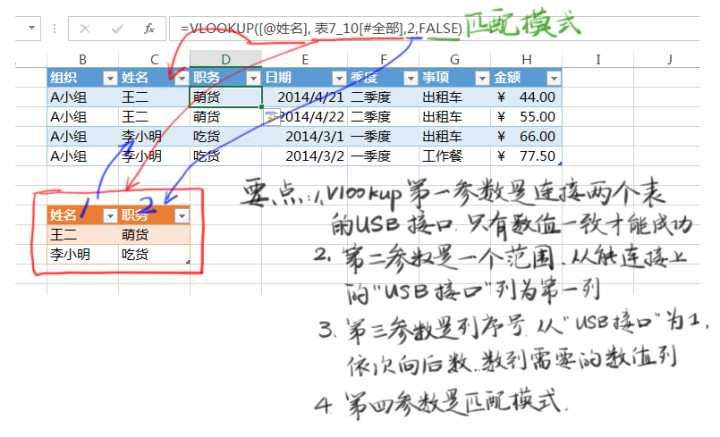 =VLOOKUP([@姓名], 表7_10[#全部],2,FALSE) 匹配模式
B C D E F G H I J
组织 姓名 职务 日期 季度 事项 金额
A小组 王二 萌货 2014/4/21 二季度 出租车 ¥ 44.00
A小组 王二 萌货 2014/4/22 二季度 出租车 ¥ 55.00
A小组 李小明 吃货 2014/3/1 一季度 出租车 ¥ 66.00
A小组 李小明 吃货 2014/3/2 一季度 工作餐 ¥ 77.50
1 2
姓名 职务
王二 萌货
李小明 吃货
要点:1、Vlookup第一参数是连接两个表
的USB接口.只有数值一致才能成功
2、第二参数是一个范围.从能连接上
的"USB接口"列为第一列
3、第三参数是列序号.从"USB接口"为1,
依次向后数.数到需要的数值列
4 第四参数是匹配模式.